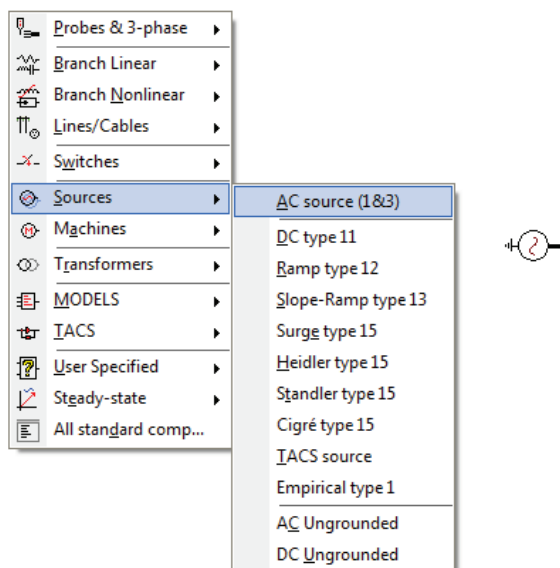 Probes & 3-phase
Branch Linear
Branch Nonlinear
Lines/Cables
Switches
Sources
Machines
Transformers
MODELS
TACS
User Specified
Steady-state
All standard comp...
AC source (1&3)
DC type 11
Ramp type 12
Slope-Ramp type 13
Surge type 15
Heidler type 15
Standler type 15
Cigré type 15
TACS source
Empirical type 1
AC Ungrounded
DC Ungrounded